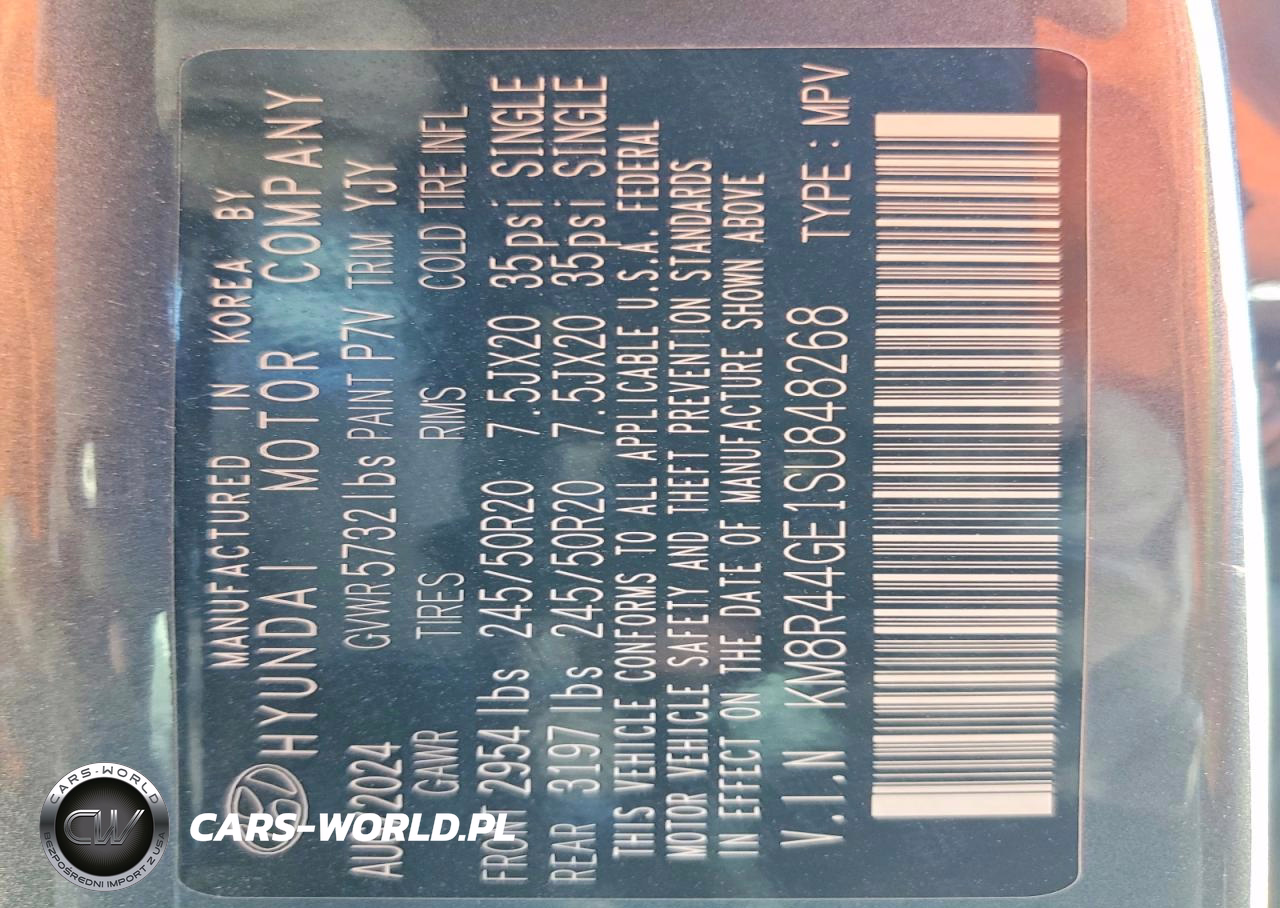 MANUFACTURED IN KOREA BY
HYUNDAI MOTOR COMPANY
AUG 2024 GVWR 5732 lbs PAINT P7V TRIM YJY
GAWR TIRES RIMS COLD TIRE INFL
FRONT 2954 lbs 245/50R20 7.5JX20 35psi SINGLE
REAR 3197 lbs 245/50R20 7.5JX20 35psi SINGLE
THIS VEHICLE CONFORMS TO ALL APPLICABLE U.S.A. FEDERAL
MOTOR VEHICLE SAFETY AND THEFT PREVENTION STANDARDS
IN EFFECT ON THE DATE OF MANUFACTURE SHOWN ABOVE
V.I.N KM8R44GE1SU848268 TYPE : MPV
CARS-WORLD
CW
BEZPOŚREDNI IMPORT Z USA
CARS-WORLD.PL